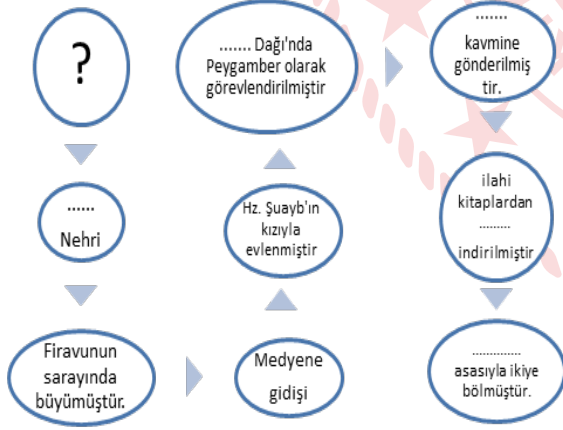 ?
......
Nehri
Firavunun
sarayında
büyümüştür.
Medyene
gidişi
Hz. Şuayb'ın
kızıyla
evlenmiştir
....... Dağı'nda
Peygamber olarak
görevlendirilmiştir
.......
kavmine
gönderilmiş
tir.
ilahi
kitaplardan
.........
indirilmiştir
...............
asasıyla ikiye
bölmüştür.